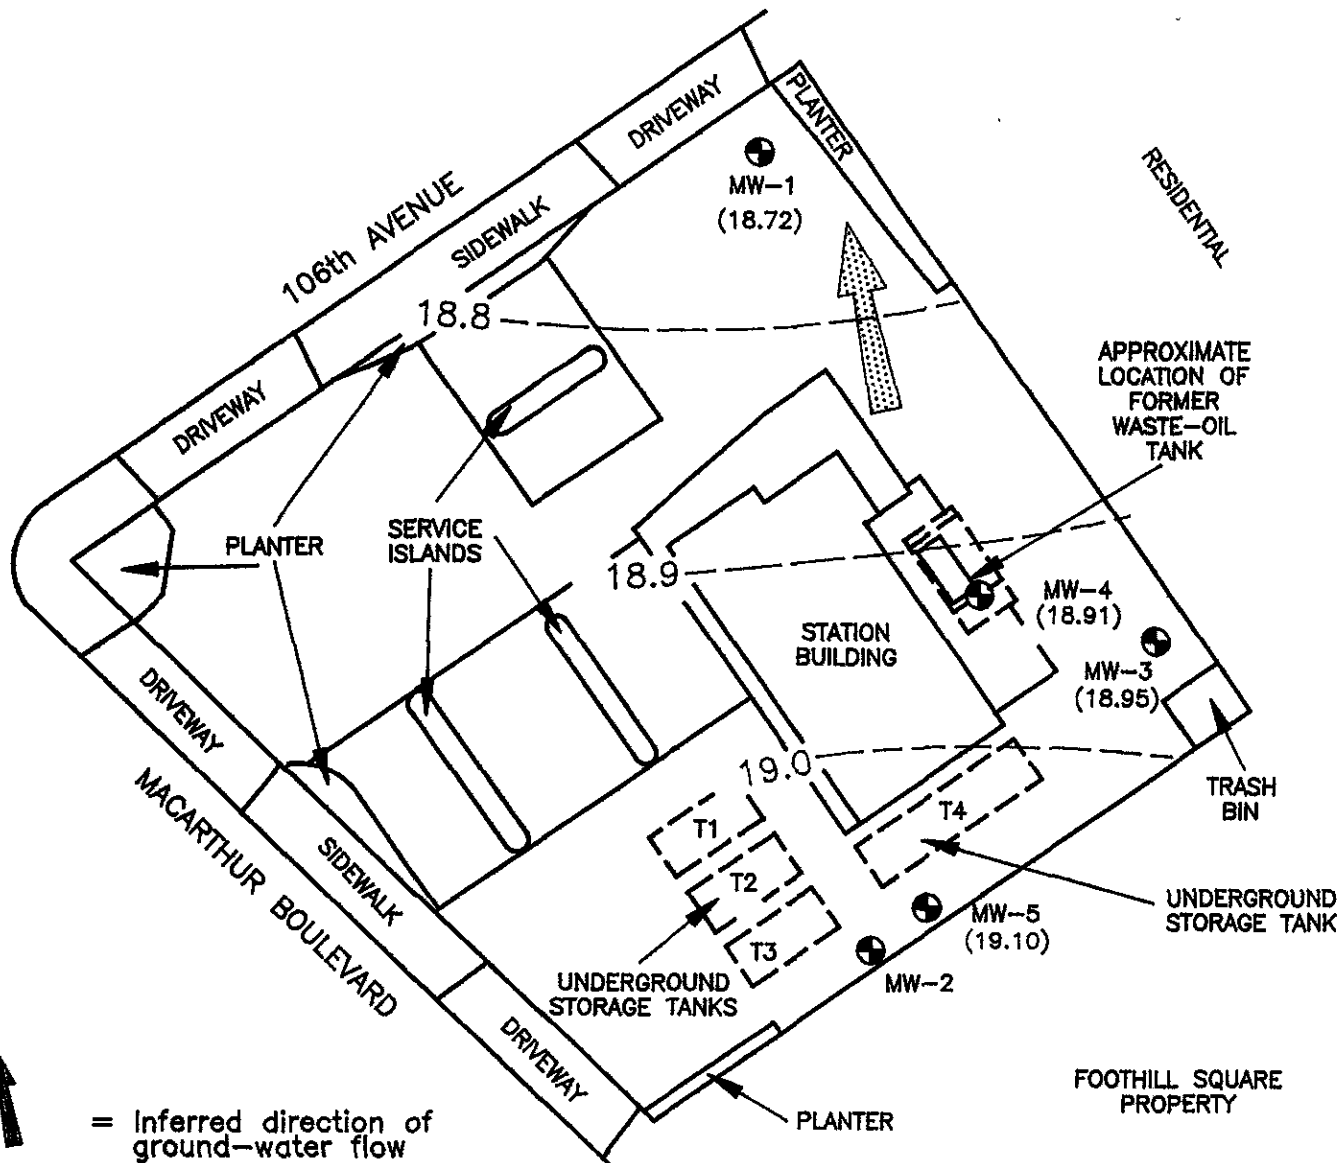 106th AVENUE
DRIVEWAY
SIDEWALK
DRIVEWAY
PLANTER
MW-1
(18.72)
RESIDENTIAL
18.8
APPROXIMATE
LOCATION OF
FORMER
WASTE-OIL
TANK
PLANTER
SERVICE
ISLANDS
18.9
STATION
BUILDING
MW-4
(18.91)
MW-3
(18.95)
DRIVEWAY
19.0
TRASH
BIN
MACARTHUR BOULEVARD
SIDEWALK
T1
T2
T3
T4
UNDERGROUND
STORAGE TANK
MW-5
(19.10)
MW-2
UNDERGROUND
STORAGE TANKS
DRIVEWAY
PLANTER
FOOTHILL SQUARE
PROPERTY
= Inferred direction of
ground-water flow